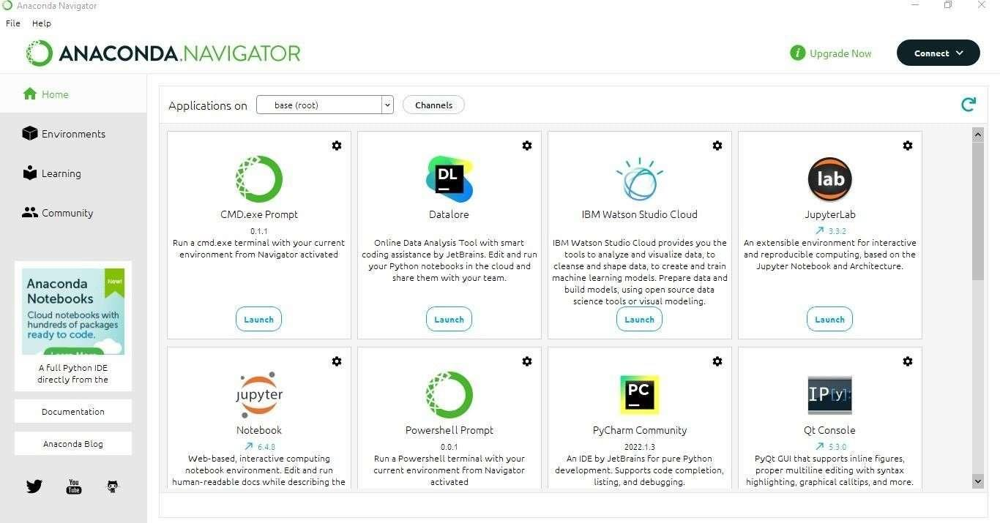 Anaconda Navigator
File Help
ANACONDA.NAVIGATOR
i Upgrade Now
Connect
Home
Environments
Learning
Community
Anaconda
Notebooks
New!
Cloud notebooks with
hundreds of packages
ready to code.
Learn More
A full Python IDE
directly from the
Documentation
Anaconda Blog
You
Tube
Applications on base (root) Channels
CMD.exe Prompt
0.1.1
Run a cmd.exe terminal with your current
environment from Navigator activated
Launch
DL
Datalore
Online Data Analysis Tool with smart
coding assistance by JetBrains. Edit and run
your Python notebooks in the cloud and
share them with your team.
Launch
IBM Watson Studio Cloud
IBM Watson Studio Cloud provides you the
tools to analyze and visualize data, to
cleanse and shape data, to create and train
machine learning models. Prepare data and
build models, using open source data
science tools or visual modeling.
Launch
lab
JupyterLab
3.3.2
An extensible environment for interactive
and reproducible computing, based on the
Jupyter Notebook and Architecture.
Launch
jupyter
Notebook
6.4.8
Web-based, interactive computing
notebook environment. Edit and run
human-readable docs while describing the
Powershell Prompt
0.0.1
Run a Powershell terminal with your
current environment from Navigator
activated
PC
PyCharm Community
2022.1.3
An IDE by JetBrains for pure Python
development. Supports code completion,
listing, and debugging.
IP[y]:
Qt Console
5.3.0
PyQt GUI that supports inline figures,
proper multiline editing with syntax
highlighting, graphical calltips, and more.